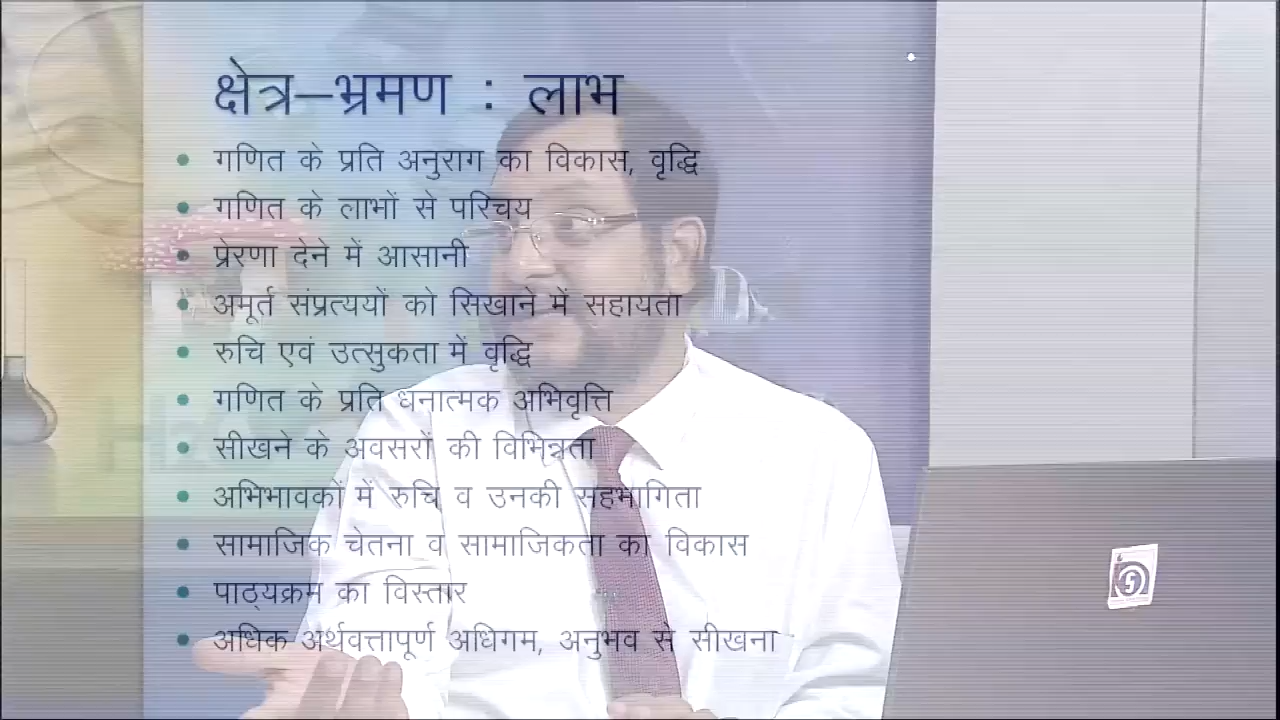 क्षेत्र–भ्रमण : लाभ
• गणित के प्रति अनुराग का विकास, वृद्धि
• गणित के लाभों से परिचय
• प्रेरणा देने में आसानी
• अमूर्त संप्रत्ययों को सिखाने में सहायता
• रुचि एवं उत्सुकता में वृद्धि
• गणित के प्रति धनात्मक अभिवृत्ति
• सीखने के अवसरों की विभिन्नता
• अभिभावकों में रुचि व उनकी सहभागिता
• सामाजिक चेतना व सामाजिकता का विकास
• पाठ्यक्रम का विस्तार
• अधिक अर्थवत्तापूर्ण अधिगम, अनुभव से सीखना